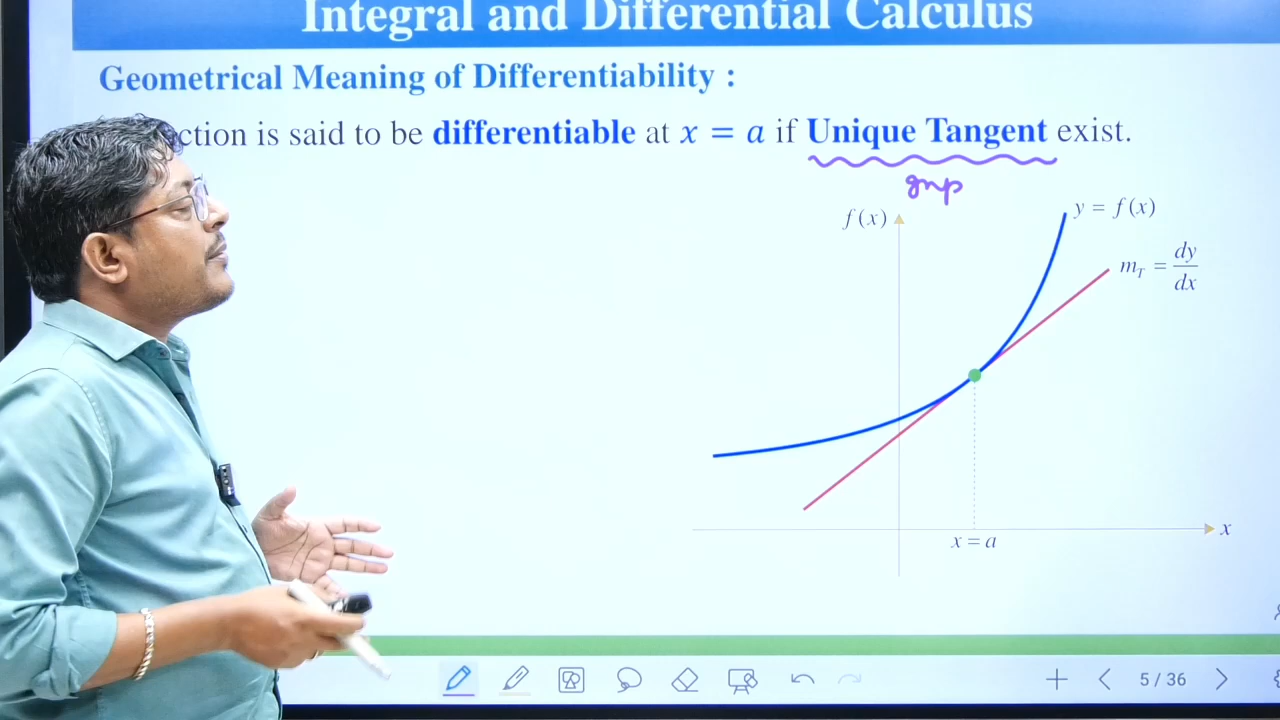 Integral and Differential Calculus
Geometrical Meaning of Differentiability :
ction is said to be differentiable at x = a if Unique Tangent exist.
gmp
f(x)
y = f(x)
m_T = dy/dx
x = a
x
5 / 36